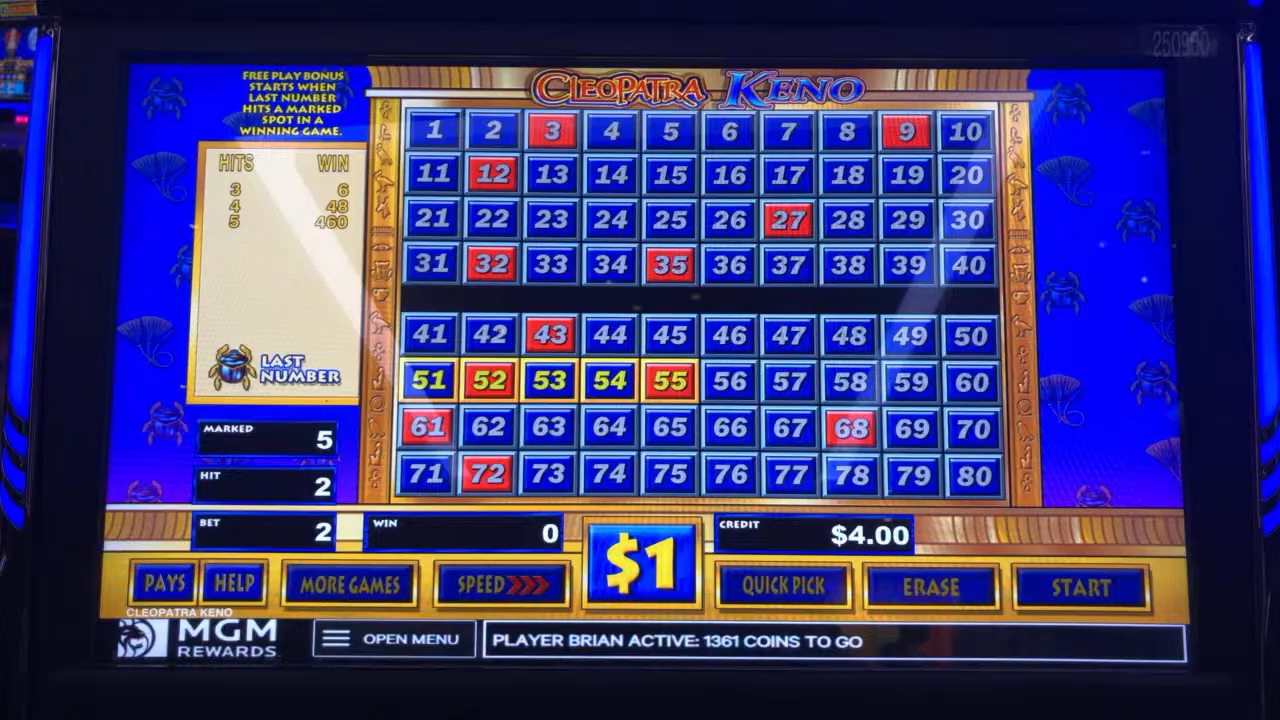 250960
CLEOPATRA KENO
FREE PLAY BONUS
STARTS WHEN
LAST NUMBER
HITS A MARKED
SPOT IN A
WINNING GAME.
HITS WIN
3 6
4 48
5 460
LAST
NUMBER
1 2 3 4 5 6 7 8 9 10
11 12 13 14 15 16 17 18 19 20
21 22 23 24 25 26 27 28 29 30
31 32 33 34 35 36 37 38 39 40
41 42 43 44 45 46 47 48 49 50
51 52 53 54 55 56 57 58 59 60
61 62 63 64 65 66 67 68 69 70
71 72 73 74 75 76 77 78 79 80
MARKED 5
HIT 2
BET 2
WIN 0
$1
CREDIT $4.00
PAYS HELP MORE GAMES SPEED QUICK PICK ERASE START
CLEOPATRA KENO
MGM
REWARDS
OPEN MENU
PLAYER BRIAN ACTIVE: 1361 COINS TO GO